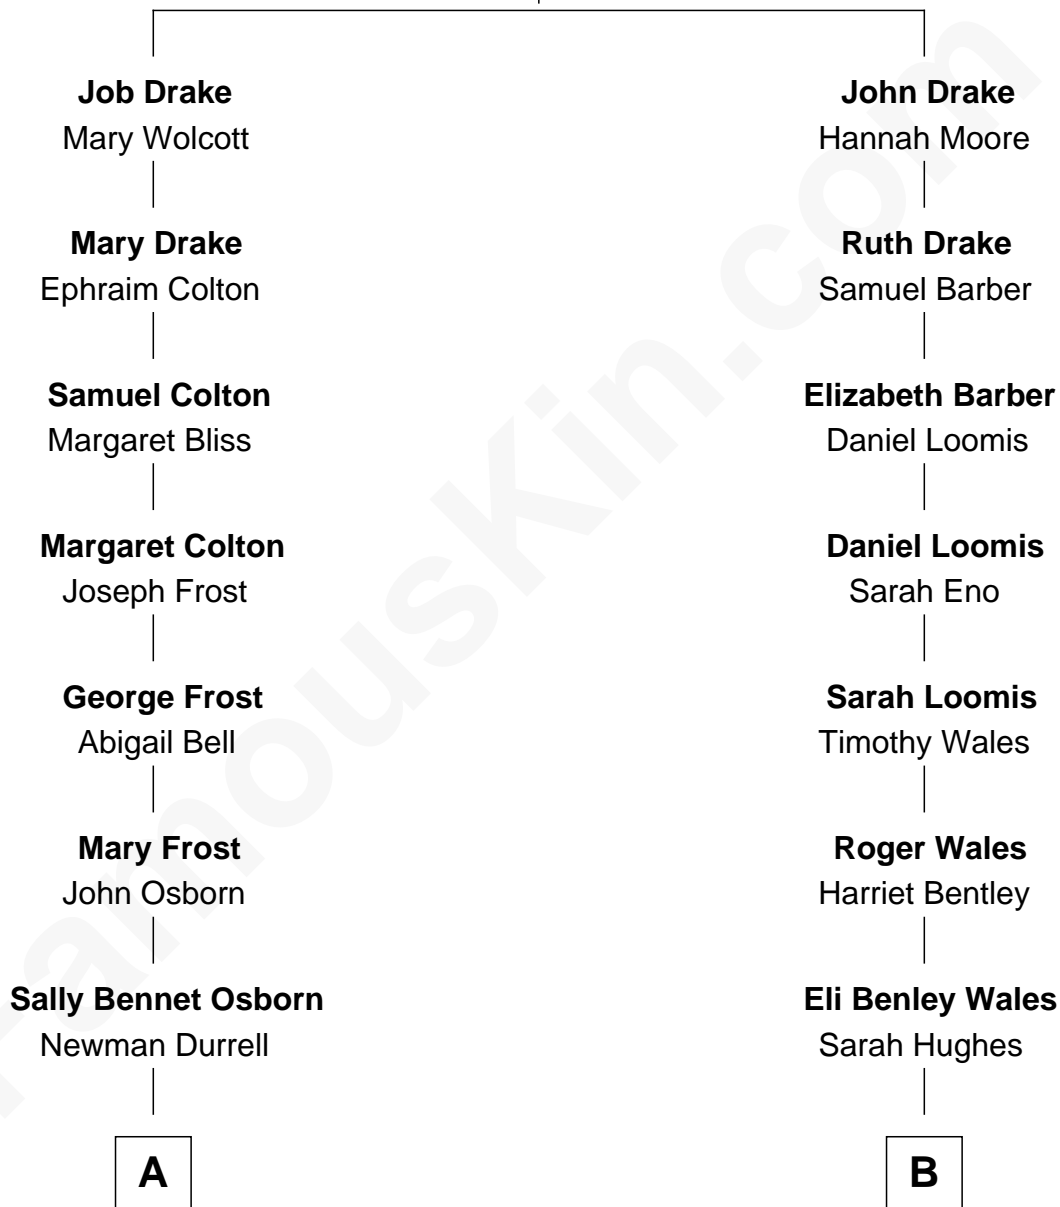 Job Drake
Mary Wolcott
Mary Drake
Ephraim Colton
Samuel Colton
Margaret Bliss
Margaret Colton
Joseph Frost
George Frost
Abigail Bell
Mary Frost
John Osborn
Sally Bennet Osborn
Newman Durrell
A
John Drake
Hannah Moore
Ruth Drake
Samuel Barber
Elizabeth Barber
Daniel Loomis
Daniel Loomis
Sarah Eno
Sarah Loomis
Timothy Wales
Roger Wales
Harriet Bentley
Eli Benley Wales
Sarah Hughes
B
FamousKin.com